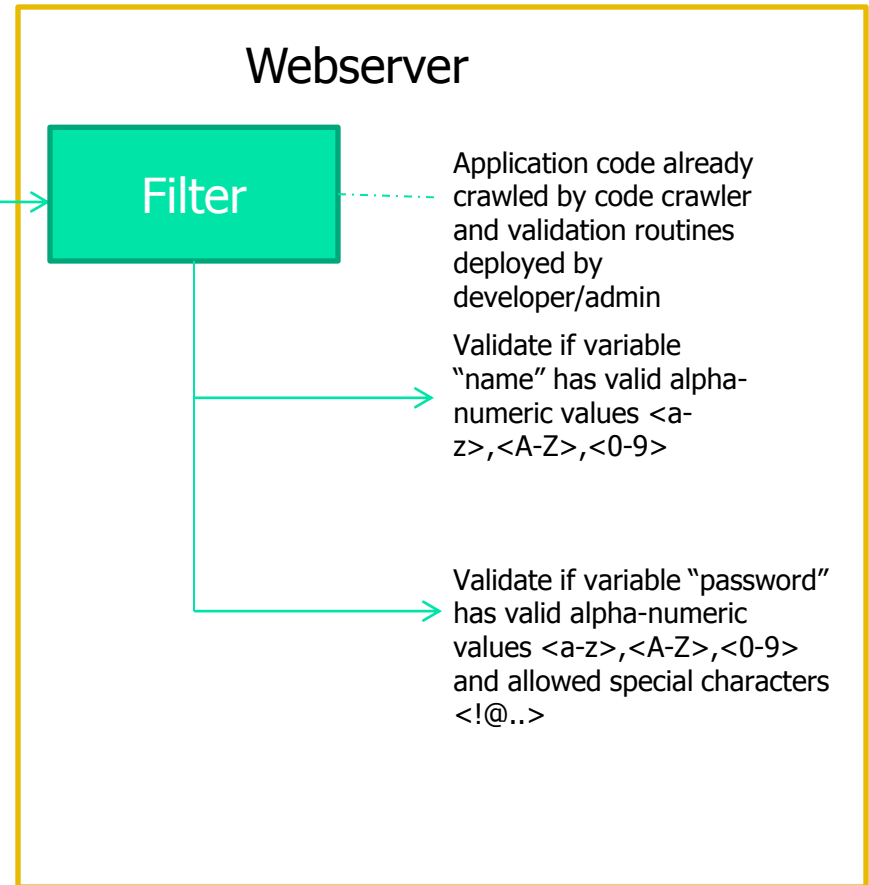 Webserver
Filter
Application code already
crawled by code crawler
and validation routines
deployed by
developer/admin
Validate if variable
“name” has valid alpha-
numeric values <a-
z>,<A-Z>,<0-9>
Validate if variable “password”
has valid alpha-numeric
values <a-z>,<A-Z>,<0-9>
and allowed special characters
<!@..>